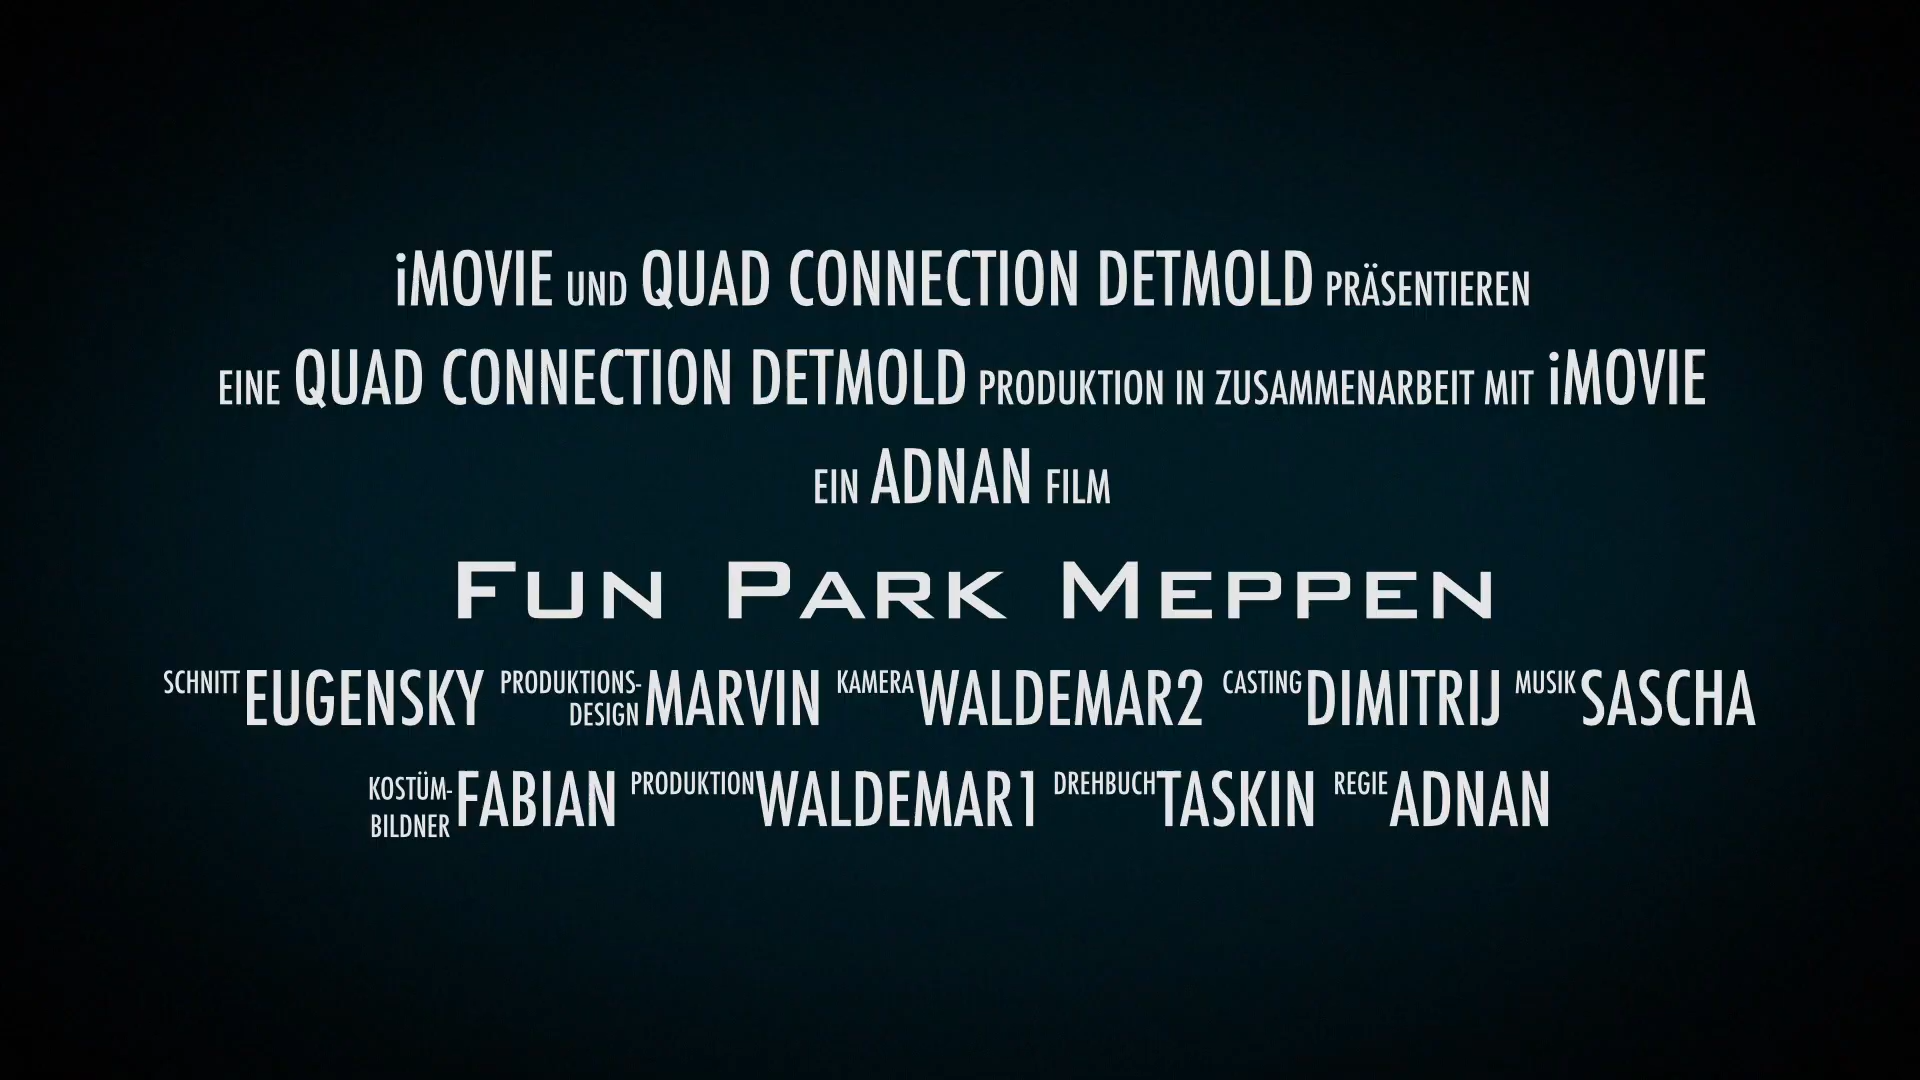 iMOVIE UND QUAD CONNECTION DETMOLD PRÄSENTIEREN
EINE QUAD CONNECTION DETMOLD PRODUKTION IN ZUSAMMENARBEIT MIT iMOVIE
EIN ADNAN FILM
FUN PARK MEPPEN
SCHNITT EUGENSKY PRODUKTIONS-DESIGN MARVIN KAMERA WALDEMAR2 CASTING DIMITRIJ MUSIK SASCHA
KOSTÜM-BILDNER FABIAN PRODUKTION WALDEMAR1 DREHBUCH TASKIN REGIE ADNAN